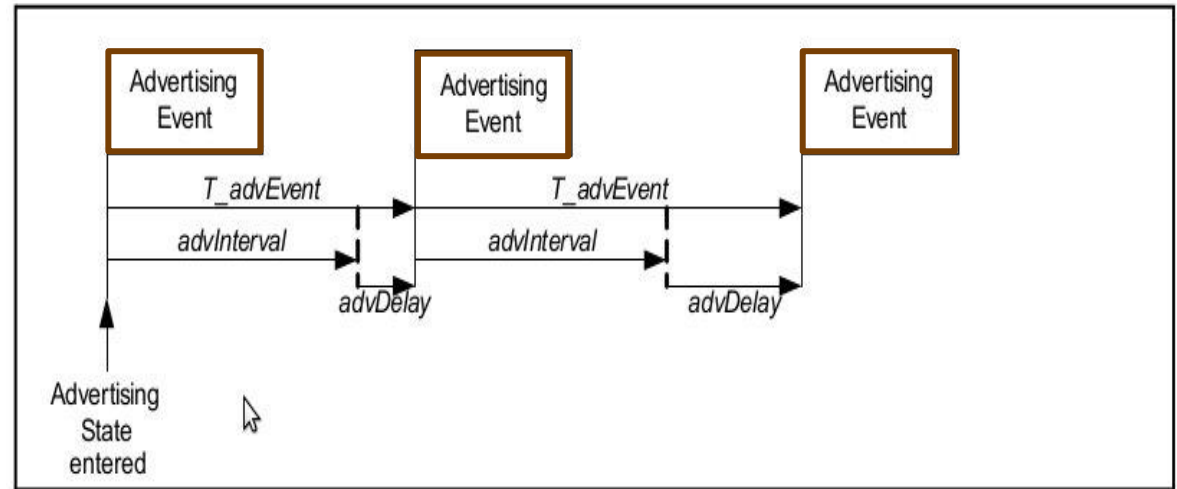 Advertising
Event
Advertising
Event
Advertising
Event
T_advEvent
T_advEvent
advInterval
advInterval
advDelay
advDelay
Advertising
State
entered